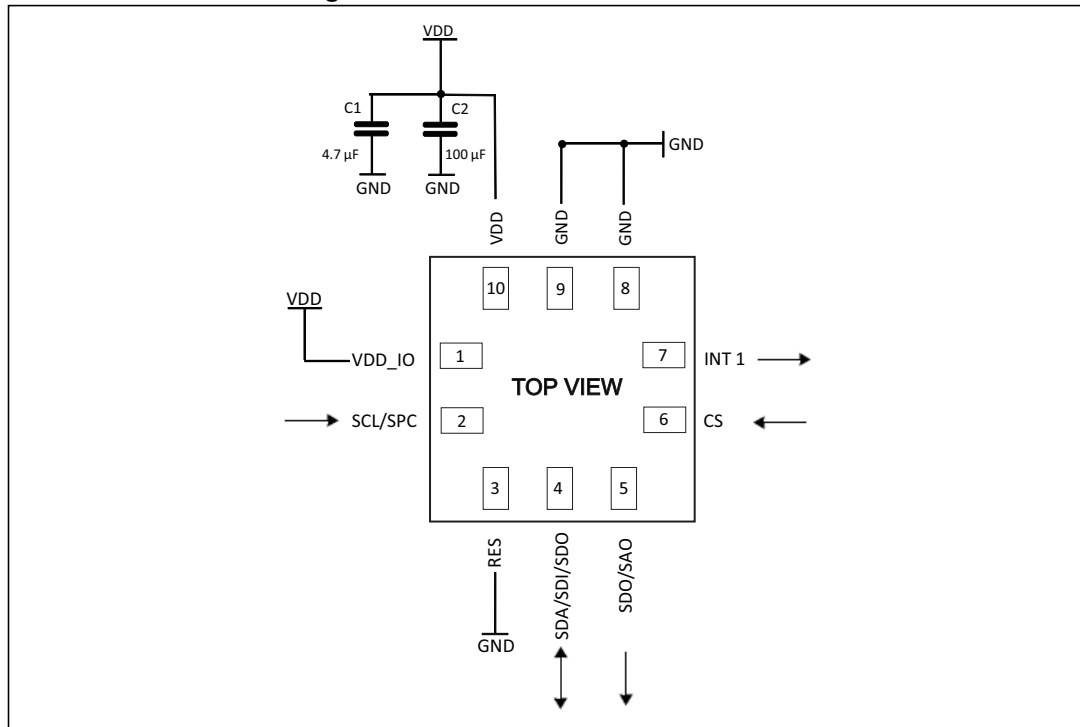 g
VDD
C1
C2
4.7 µF
100 µF
GND
GND
GND
VDD
GND
GND
10
9
8
VDD
VDD_IO
1
7
INT 1
TOP VIEW
SCL/SPC
2
6
CS
3
4
5
RES
SDA/SDI/SDO
SDO/SAO
GND